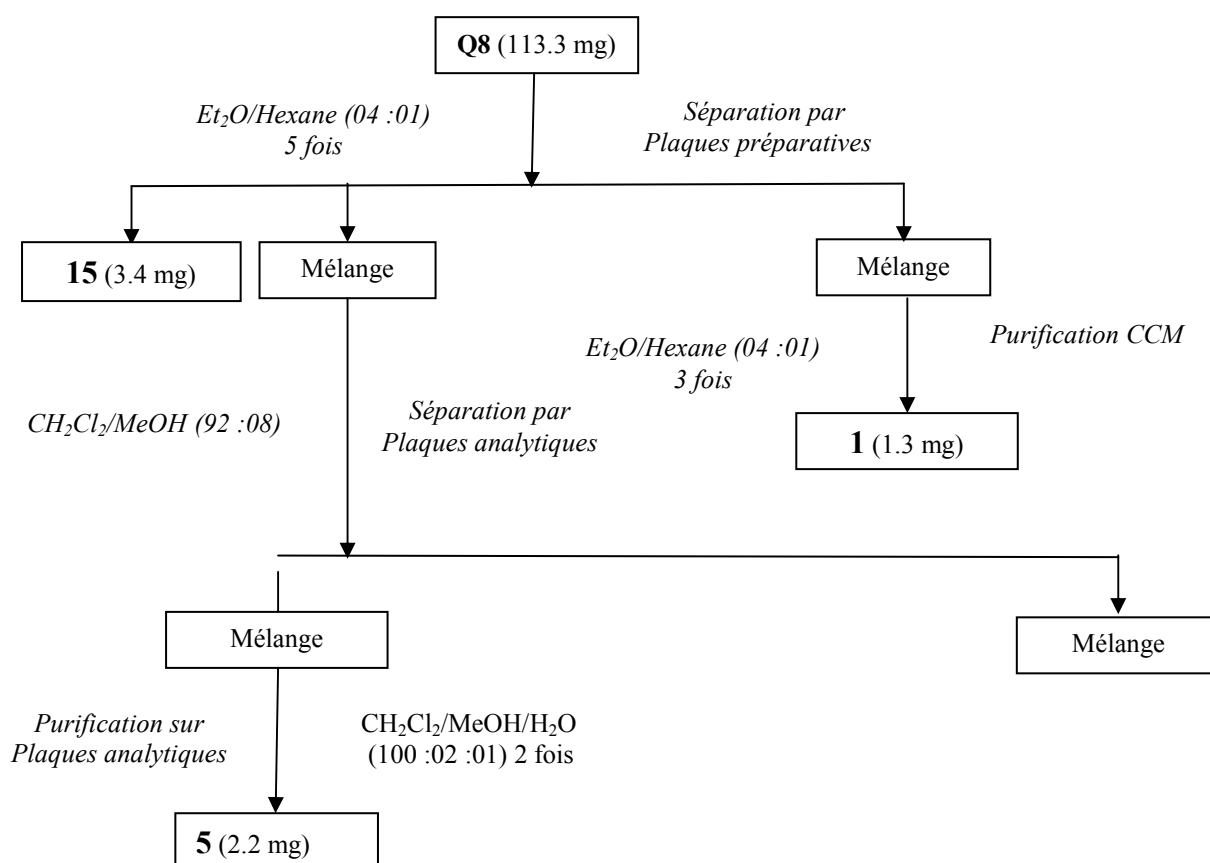 Q8 (113.3 mg)
Et₂O/Hexane (04 :01)
5 fois
Séparation par
Plaques préparatives
15 (3.4 mg)
Mélange
Mélange
Et₂O/Hexane (04 :01)
3 fois
Purification CCM
CH₂Cl₂/MeOH (92 :08)
Séparation par
Plaques analytiques
1 (1.3 mg)
Mélange
Mélange
Purification sur
Plaques analytiques
CH₂Cl₂/MeOH/H₂O
(100 :02 :01) 2 fois
5 (2.2 mg)